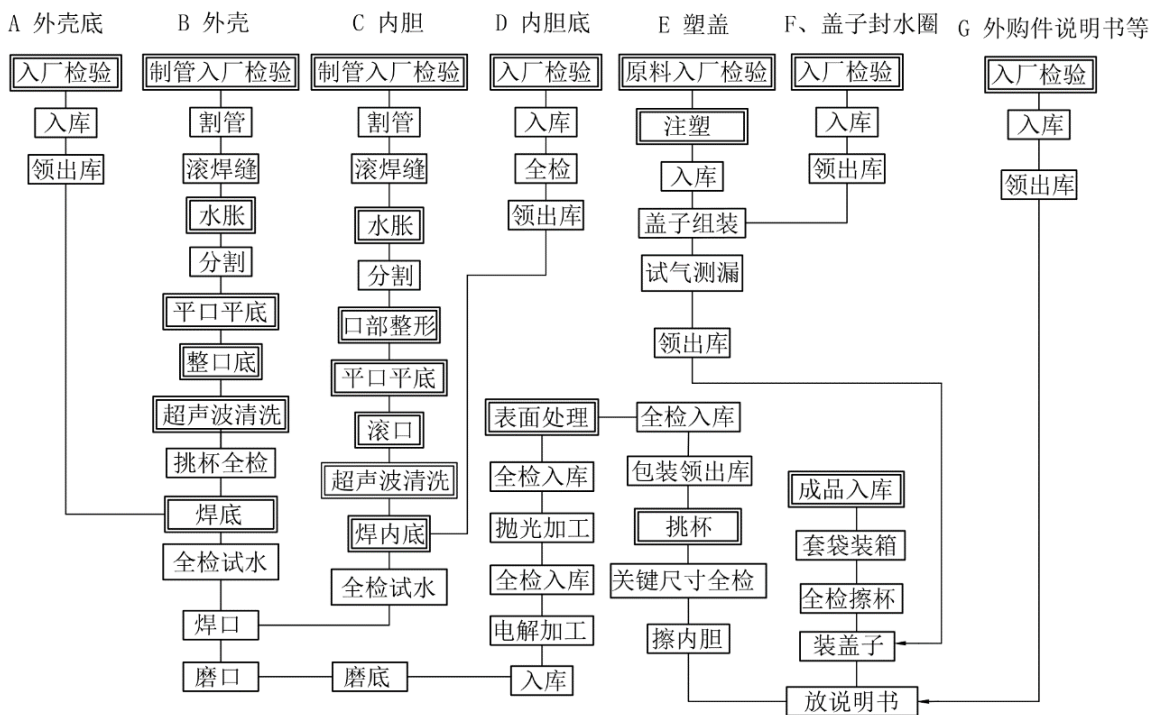 A 外壳底
入厂检验
入库
领出库
B 外壳
制管入厂检验
割管
滚焊缝
水胀
分割
平口平底
整口底
超声波清洗
挑杯全检
焊底
全检试水
焊口
磨口
C 内胆
制管入厂检验
割管
滚焊缝
水胀
分割
口部整形
平口平底
滚口
超声波清洗
焊内底
全检试水
磨底
D 内胆底
入厂检验
入库
全检
领出库
表面处理
全检入库
抛光加工
全检入库
电解加工
入库
E 塑盖
原料入厂检验
注塑
入库
盖子组装
试气测漏
领出库
全检入库
包装领出库
挑杯
关键尺寸全检
擦内胆
F、盖子封水圈
入厂检验
入库
领出库
成品入库
套袋装箱
全检擦杯
装盖子
放说明书
G 外购件说明书等
入厂检验
入库
领出库